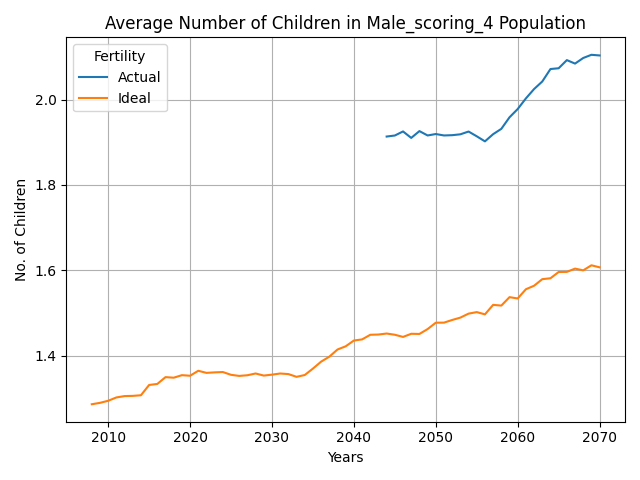 Average Number of Children in Male_scoring_4 Population
Fertility
Actual
Ideal
No. of Children
2.0
1.8
1.6
1.4
2010 2020 2030 2040 2050 2060 2070
Years